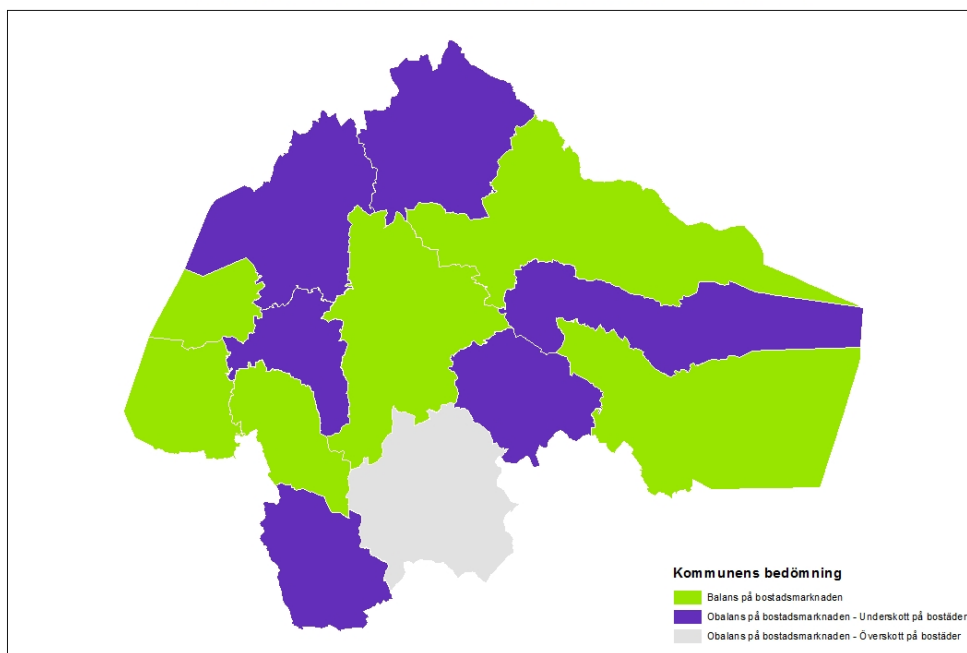 Kommunens bedömning
Balans på bostadsmarknaden
Obalans på bostadsmarknaden - Underskott på bostäder
Obalans på bostadsmarknaden - Överskott på bostäder